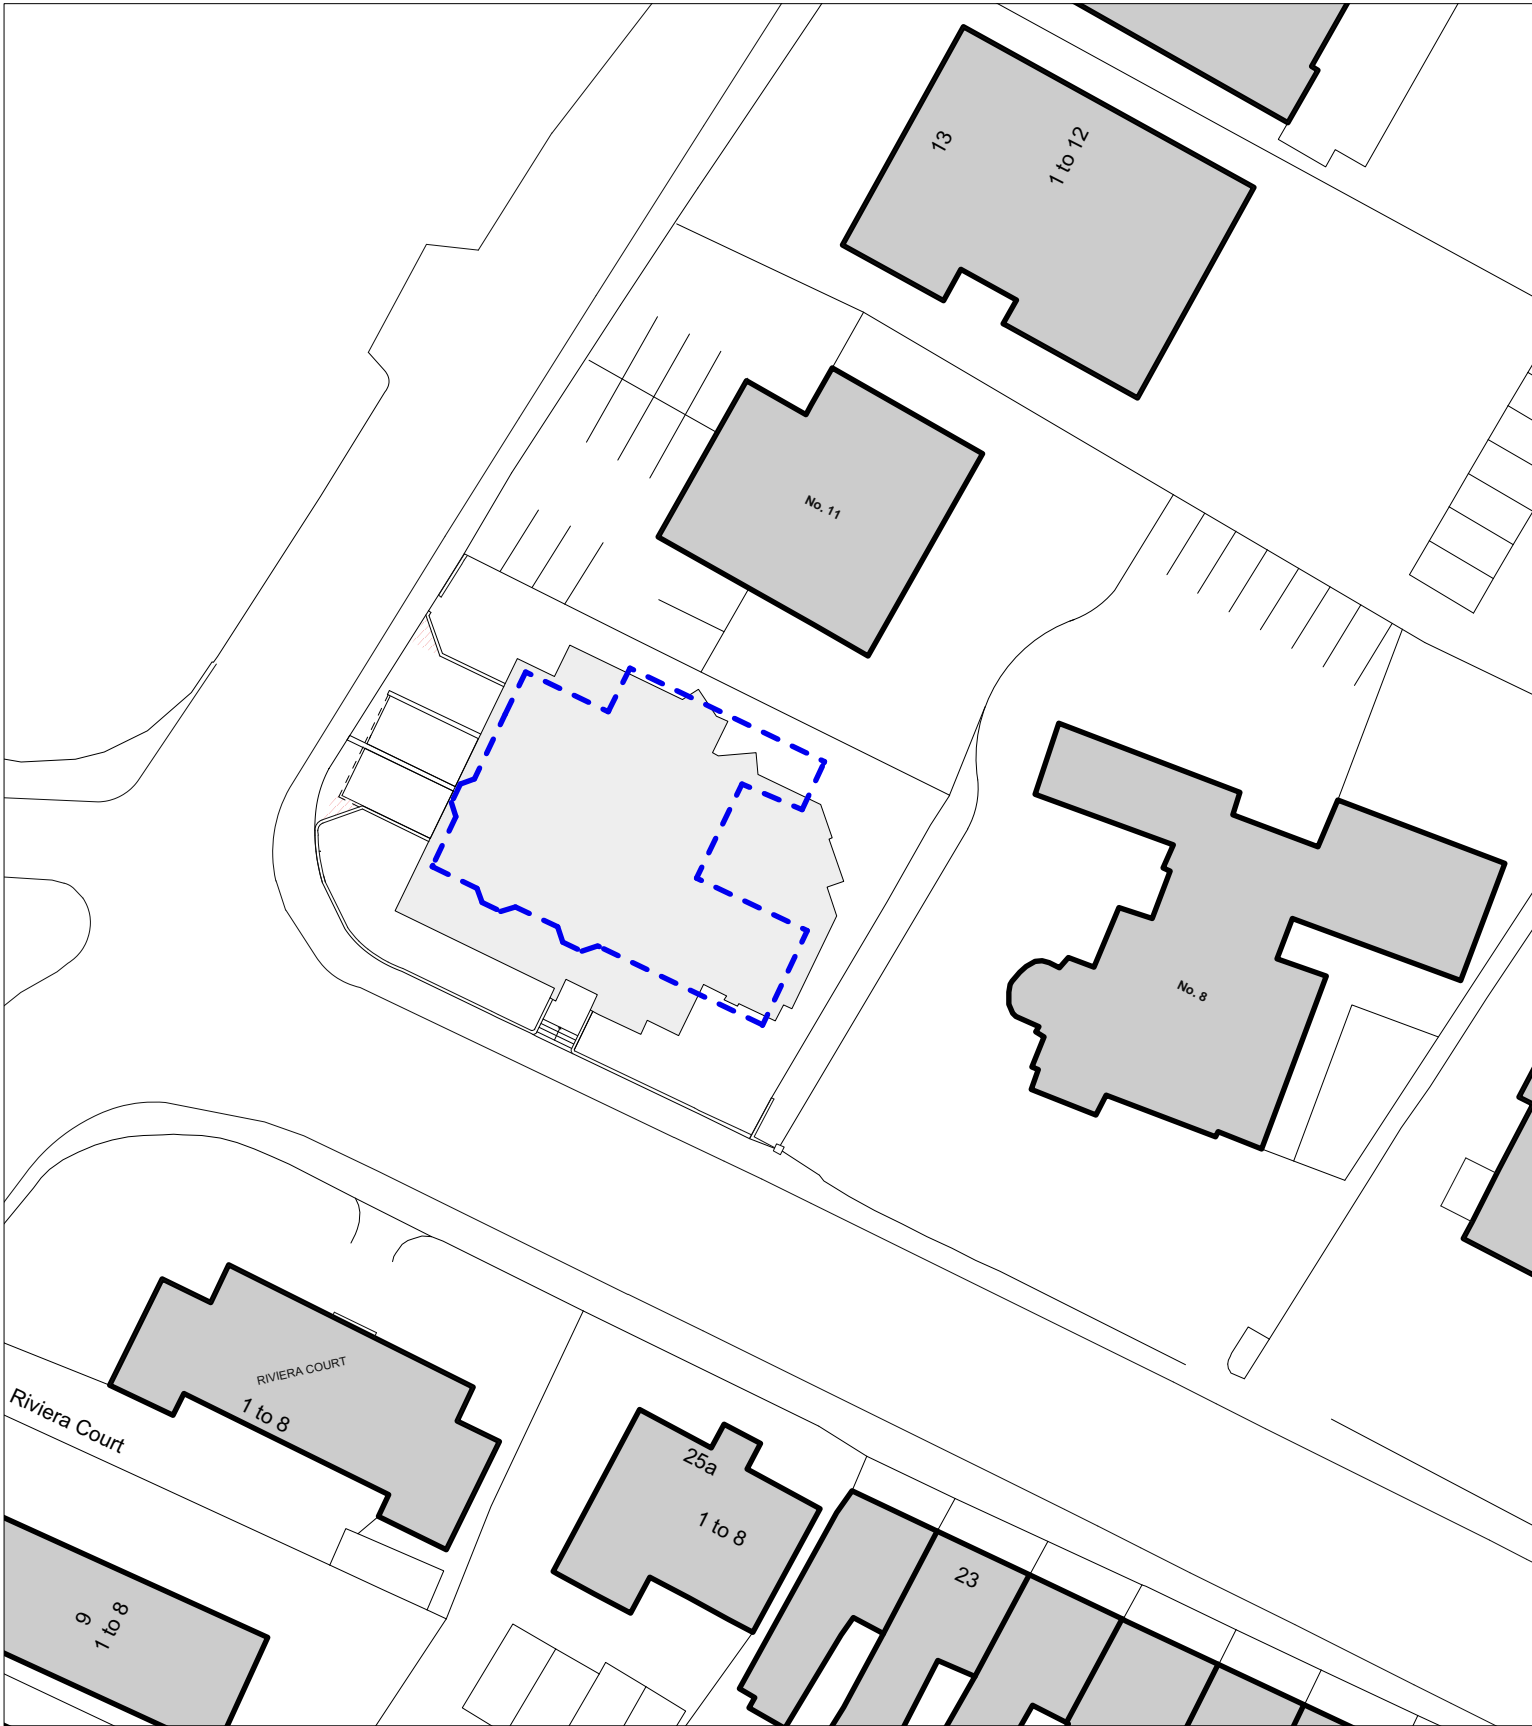 13
1 to 12
No. 11
No. 8
RIVIERA COURT
1 to 8
Riviera Court
25a
1 to 8
23
9
1 to 8